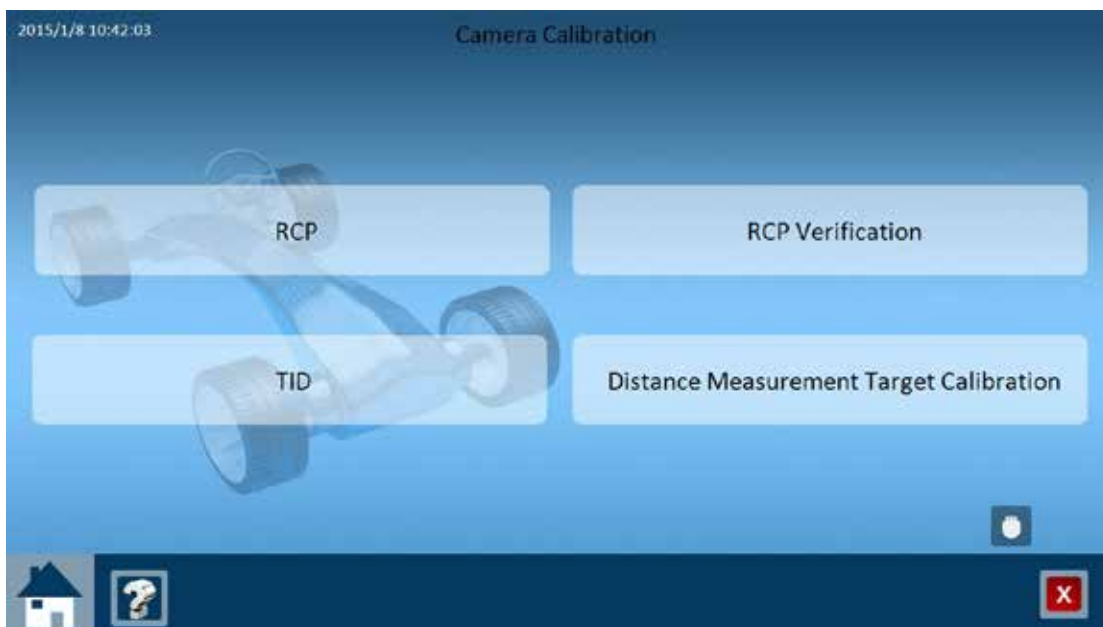 2015/1/8 10:42:03
Camera Calibration
RCP
RCP Verification
TID
Distance Measurement Target Calibration
?
X